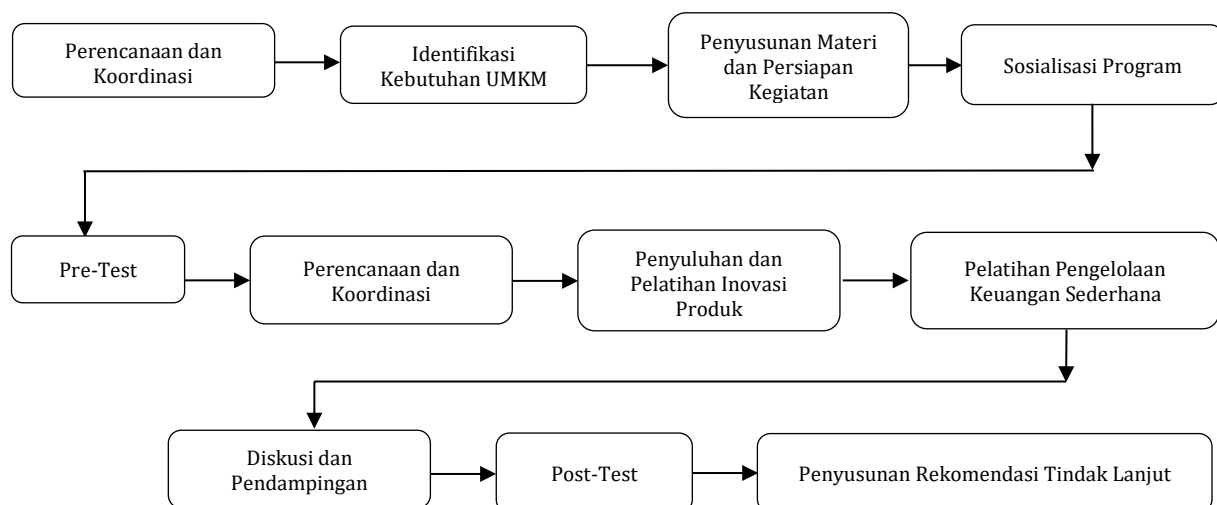 Perencanaan dan
Koordinasi
Identifikasi
Kebutuhan UMKM
Penyusunan Materi
dan Persiapan
Kegiatan
Sosialisasi Program
Pre-Test
Perencanaan dan
Koordinasi
Penyuluhan dan
Pelatihan Inovasi
Produk
Pelatihan Pengelolaan
Keuangan Sederhana
Diskusi dan
Pendampingan
Post-Test
Penyusunan Rekomendasi Tindak Lanjut